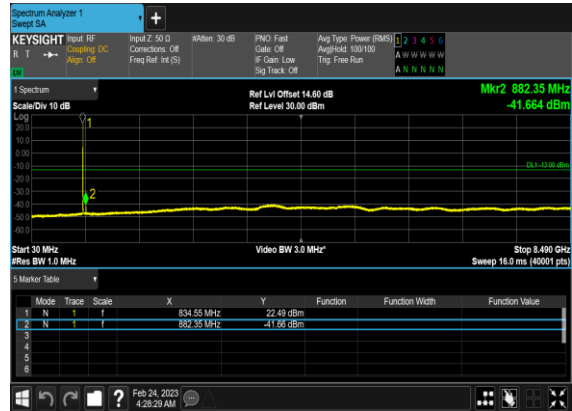 Spectrum Analyzer 1
Swept SA
+
KEYSIGHT Input: RF Input Z: 50 Ω #Atten: 30 dB PNO: Fast Avg Type: Power (RMS) 1 2 3 4 5 6
R T Coupling: DC Corrections: Off Gate: Off Avg|Hold: 100/100 A W W W W W
Align: Off Freq Ref: Int (S) IF Gain: Low Trig: Free Run
Sig Track: Off A N N N N N
1 Spectrum Ref Lvl Offset 14.60 dB Mkr2 882.35 MHz
Scale/Div 10 dB Ref Level 30.00 dBm -41.664 dBm
Log
20.0
10.0
0.00
-10.0
DL1 -13.00 dBm
-20.0
-30.0
-40.0
-50.0
-60.0
1
2
Start 30 MHz Video BW 3.0 MHz* Stop 8.490 GHz
#Res BW 1.0 MHz Sweep 16.0 ms (40001 pts)
5 Marker Table
Mode Trace Scale X Y Function Function Width Function Value
1 N 1 f 834.55 MHz 22.49 dBm
2 N 1 f 882.35 MHz -41.66 dBm
3
4
5
6
? Feb 24, 2023
4:28:29 AM